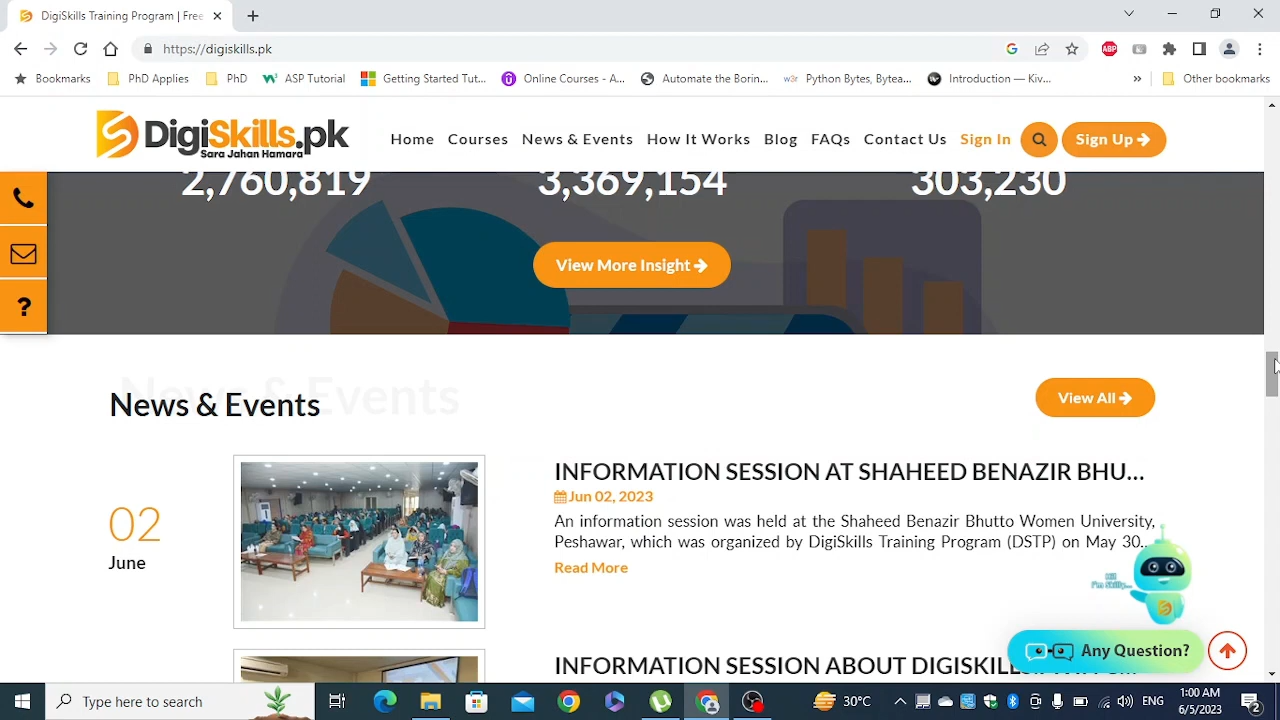 DigiSkills Training Program | Free
https://digiskills.pk
ABP
Bookmarks PhD Applies PhD ASP Tutorial Getting Started Tut... Online Courses - A... Automate the Borin... Python Bytes, Bytea... Introduction — Kiv... » Other bookmarks
DigiSkills.pk
Sara Jahan Hamara
Home Courses News & Events How It Works Blog FAQs Contact Us Sign In Sign Up
2,760,819 3,369,154 303,230
View More Insight
?
News & Events
News & Events
View All
INFORMATION SESSION AT SHAHEED BENAZIR BHU...
Jun 02, 2023
02
June
An information session was held at the Shaheed Benazir Bhutto Women University,
Peshawar, which was organized by DigiSkills Training Program (DSTP) on May 30...
Read More
Hi!
I'm Skilly...
Any Question?
INFORMATION SESSION ABOUT
Type here to search
30°C
ENG
1:00 AM
6/5/2023
2